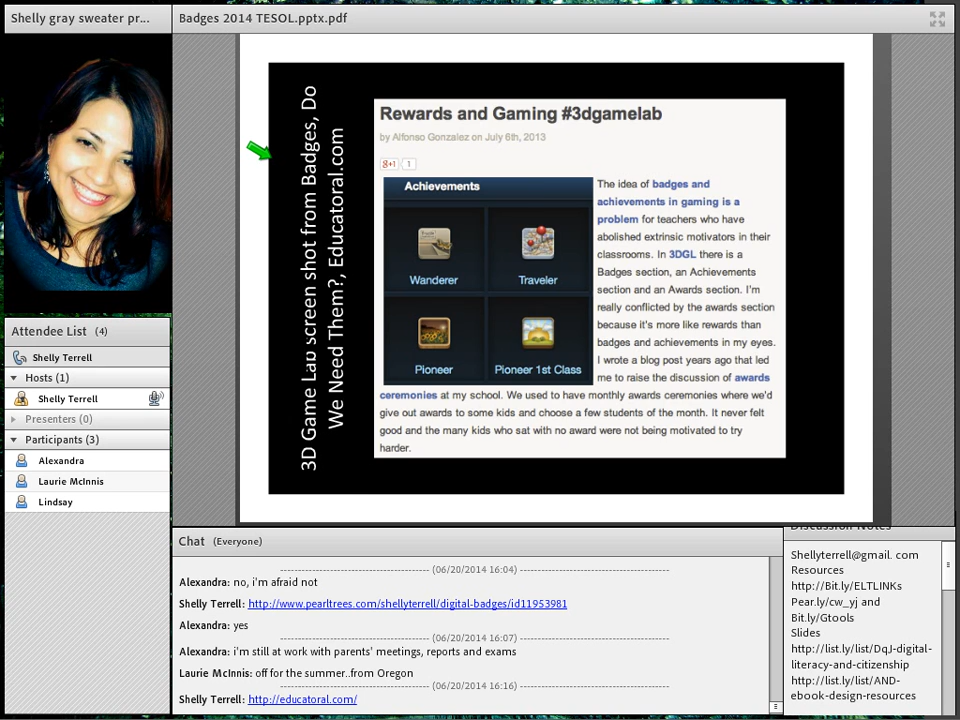 Shelly gray sweater pr...
Badges 2014 TESOL.pptx.pdf
3D Game Lab screen shot from Badges, Do
We Need Them?, Educatoral.com
Rewards and Gaming #3dgamelab
by Alfonso Gonzalez on July 6th, 2013
g+1 1
Achievements
Wanderer
Traveler
Pioneer
Pioneer 1st Class
The idea of badges and
achievements in gaming is a
problem for teachers who have
abolished extrinsic motivators in their
classrooms. In 3DGL there is a
Badges section, an Achievements
section and an Awards section. I'm
really conflicted by the awards section
because it's more like rewards than
badges and achievements in my eyes.
I wrote a blog post years ago that led
me to raise the discussion of awards
ceremonies at my school. We used to have monthly awards ceremonies where we'd
give out awards to some kids and choose a few students of the month. It never felt
good and the many kids who sat with no award were not being motivated to try
harder.
Attendee List (4)
Shelly Terrell
Hosts (1)
Shelly Terrell
Presenters (0)
Participants (3)
Alexandra
Laurie McInnis
Lindsay
Chat (Everyone)
(06/20/2014 16:04)
Alexandra: no, i'm afraid not
Shelly Terrell: http://www.pearltrees.com/shellyterrell/digital-badges/id11953981
Alexandra: yes
(06/20/2014 16:07)
Alexandra: i'm still at work with parents' meetings, reports and exams
Laurie McInnis: off for the summer..from Oregon
(06/20/2014 16:16)
Shelly Terrell: http://educatoral.com/
Discussion Notes
Shellyterrell@gmail. com
Resources
http://Bit.ly/ELTLINKs
Pear.ly/cw_yj and
Bit.ly/Gtools
Slides
http://list.ly/list/DqJ-digital-
literacy-and-citizenship
http://list.ly/list/AND-
ebook-design-resources